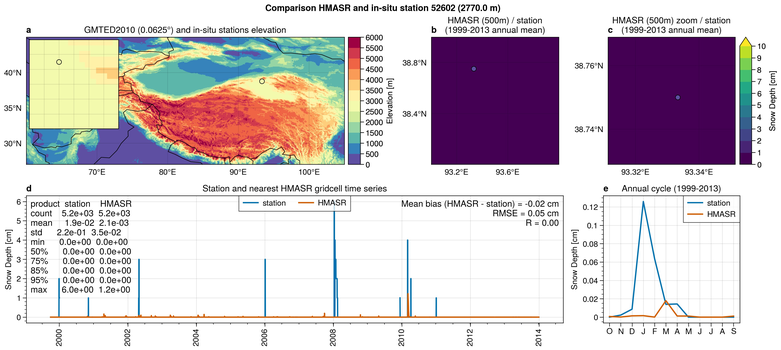 Comparison HMASR and in-situ station 52602 (2770.0 m)
a
GMTED2010 (0.0625°) and in-situ stations elevation
40°N
35°N
30°N
70°E
80°E
90°E
100°E
6000
5500
5000
4500
4000
3500
3000
2500
2000
1500
1000
500
0
Elevation [m]
b
HMASR (500m) / station
(1999-2013 annual mean)
38.8°N
38.4°N
93.2°E
93.6°E
c
HMASR (500m) zoom / station
(1999-2013 annual mean)
38.76°N
38.74°N
93.32°E
93.34°E
10
9
8
7
6
5
4
3
2
1
0
Snow Depth [cm]
d
Station and nearest HMASR gridcell time series
product station HMASR
count 5.2e+03 5.2e+03
mean 1.9e-02 2.1e-03
std 2.2e-01 3.5e-02
min 0.0e+00 0.0e+00
50% 0.0e+00 0.0e+00
75% 0.0e+00 0.0e+00
85% 0.0e+00 0.0e+00
95% 0.0e+00 0.0e+00
max 6.0e+00 1.2e+00
station
HMASR
Mean bias (HMASR - station) = -0.02 cm
RMSE = 0.05 cm
R = 0.00
Snow Depth [cm]
6
5
4
3
2
1
0
2000
2002
2004
2006
2008
2010
2012
2014
e
Annual cycle (1999-2013)
station
HMASR
Snow Depth [cm]
0.12
0.1
0.08
0.06
0.04
0.02
0
O N D J F M A M J J A S